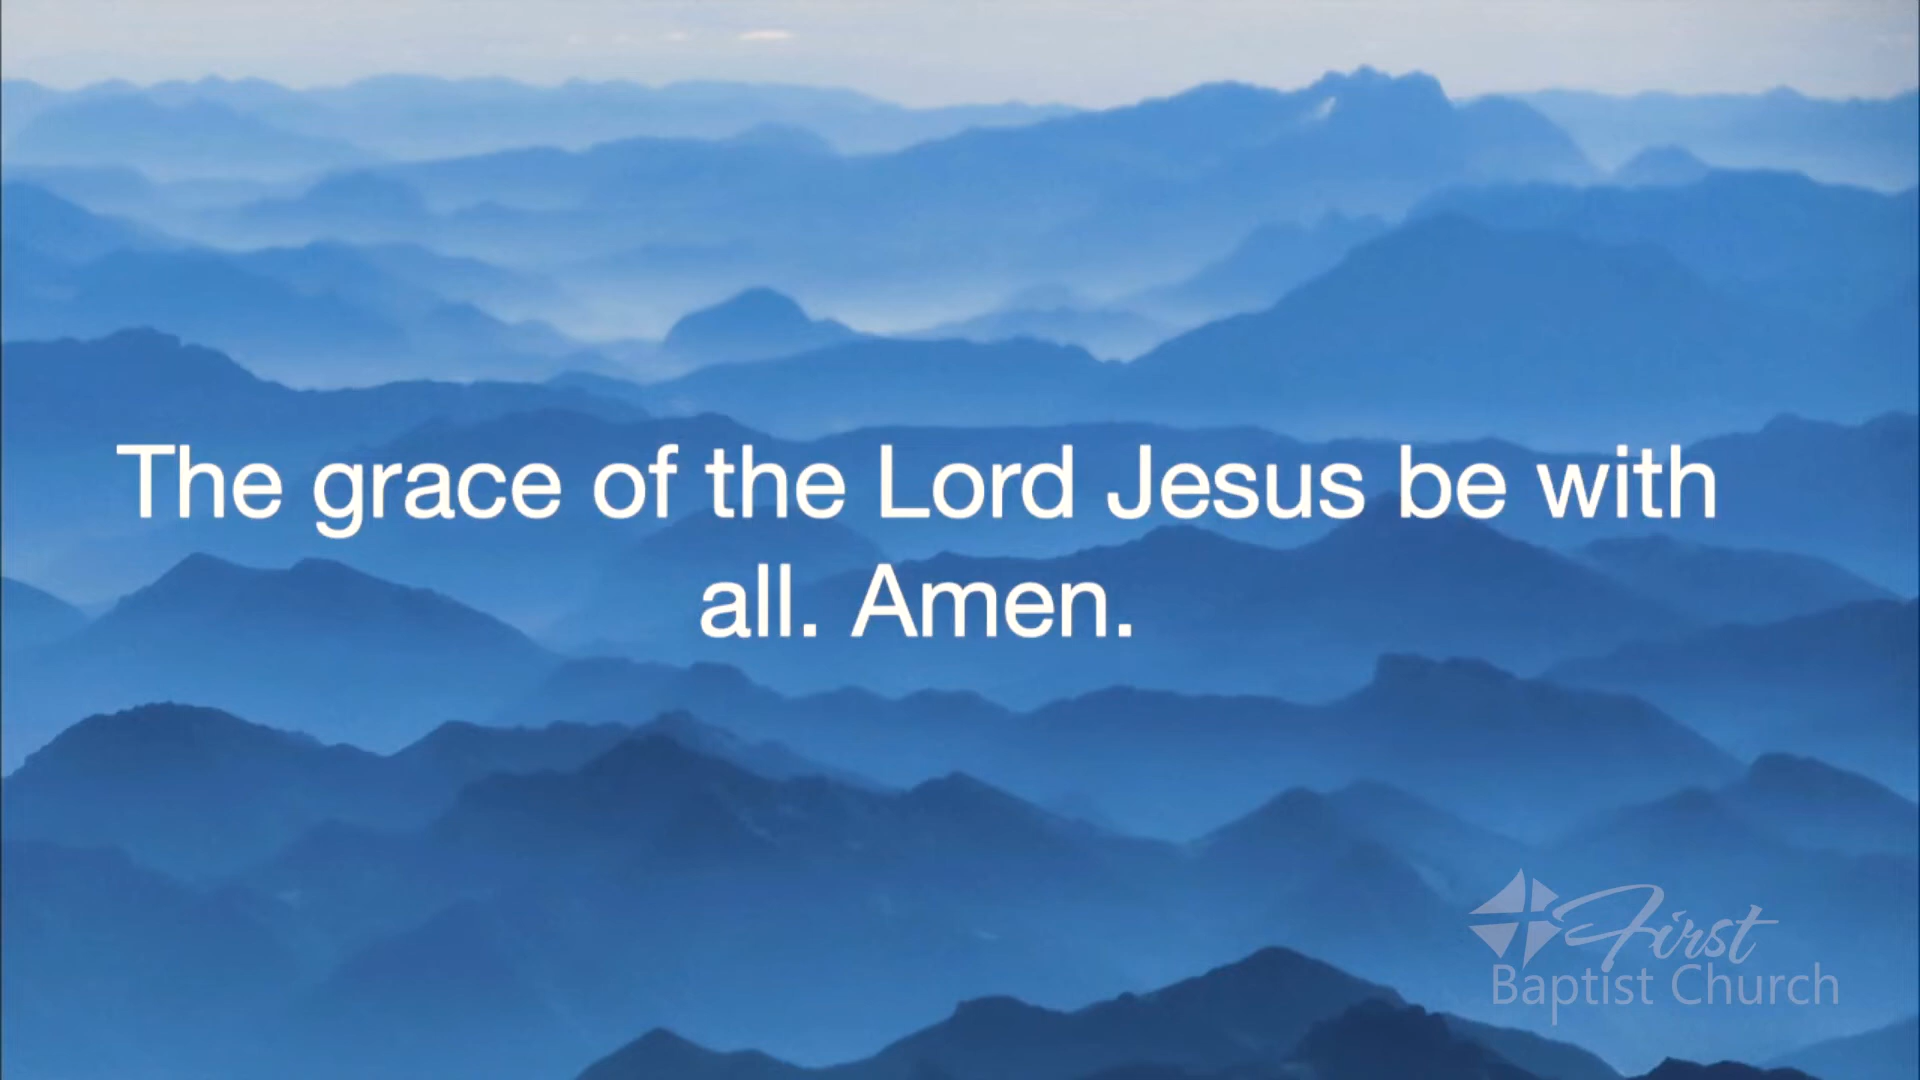 The grace of the Lord Jesus be with
all. Amen.
First
Baptist Church